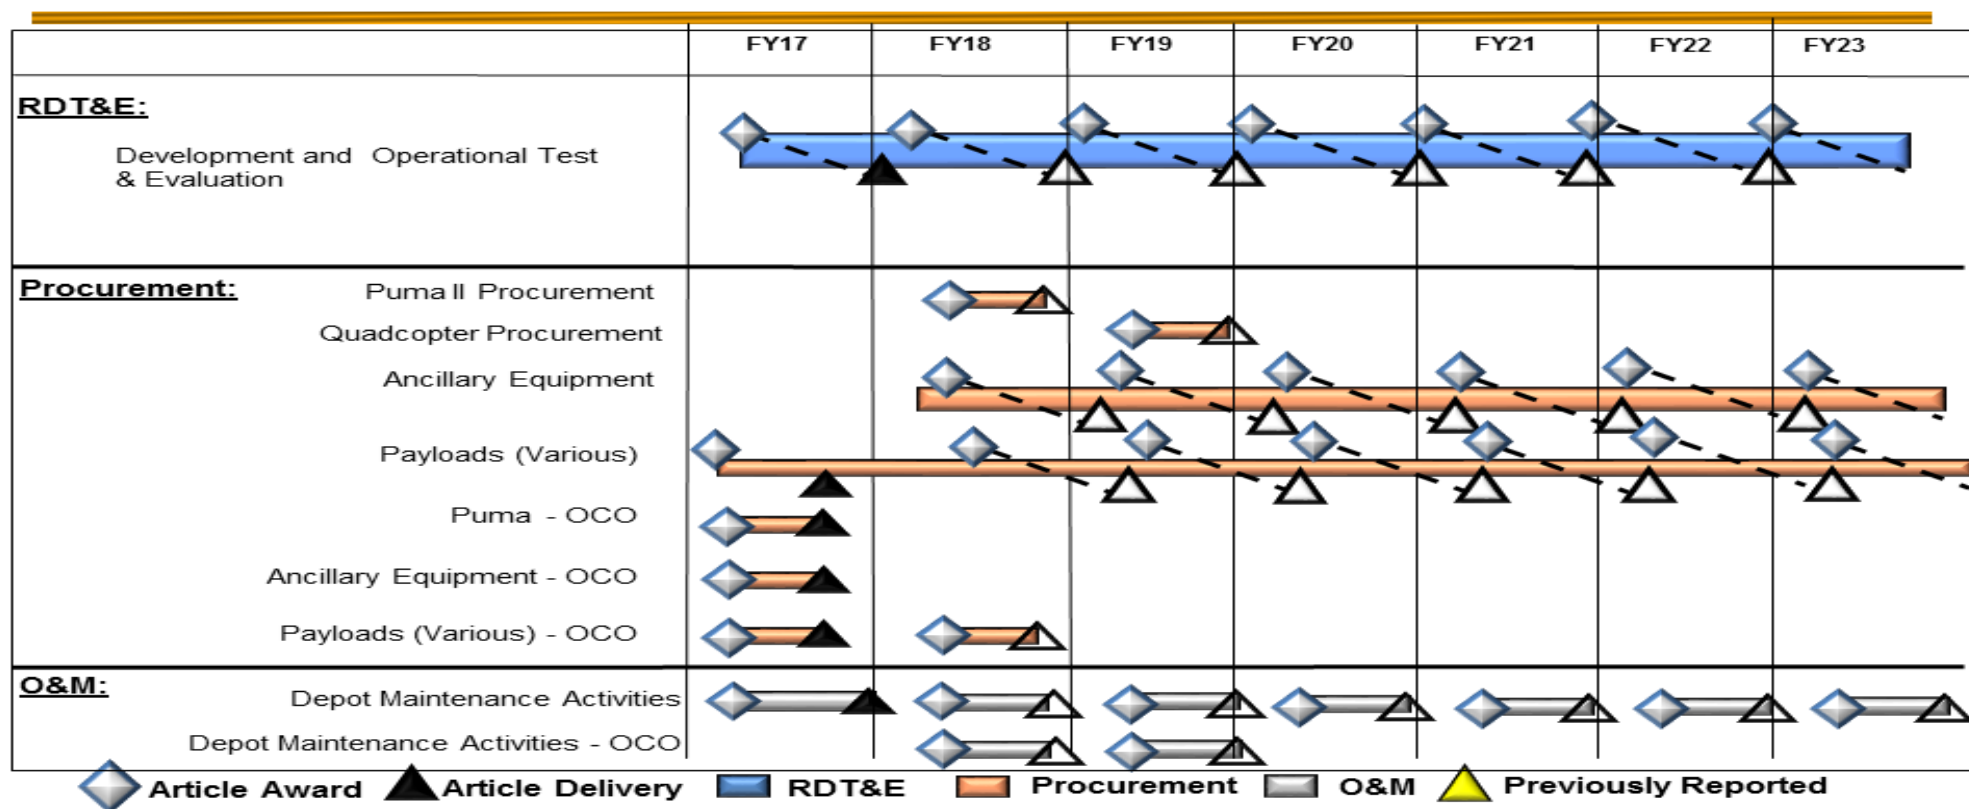 FY17 FY18 FY19 FY20 FY21 FY22 FY23
RDT&E:
Development and Operational Test
& Evaluation
Procurement:
Puma II Procurement
Quadcopter Procurement
Ancillary Equipment
Payloads (Various)
Puma - OCO
Ancillary Equipment - OCO
Payloads (Various) - OCO
O&M:
Depot Maintenance Activities
Depot Maintenance Activities - OCO
Article Award Article Delivery RDT&E Procurement O&M Previously Reported